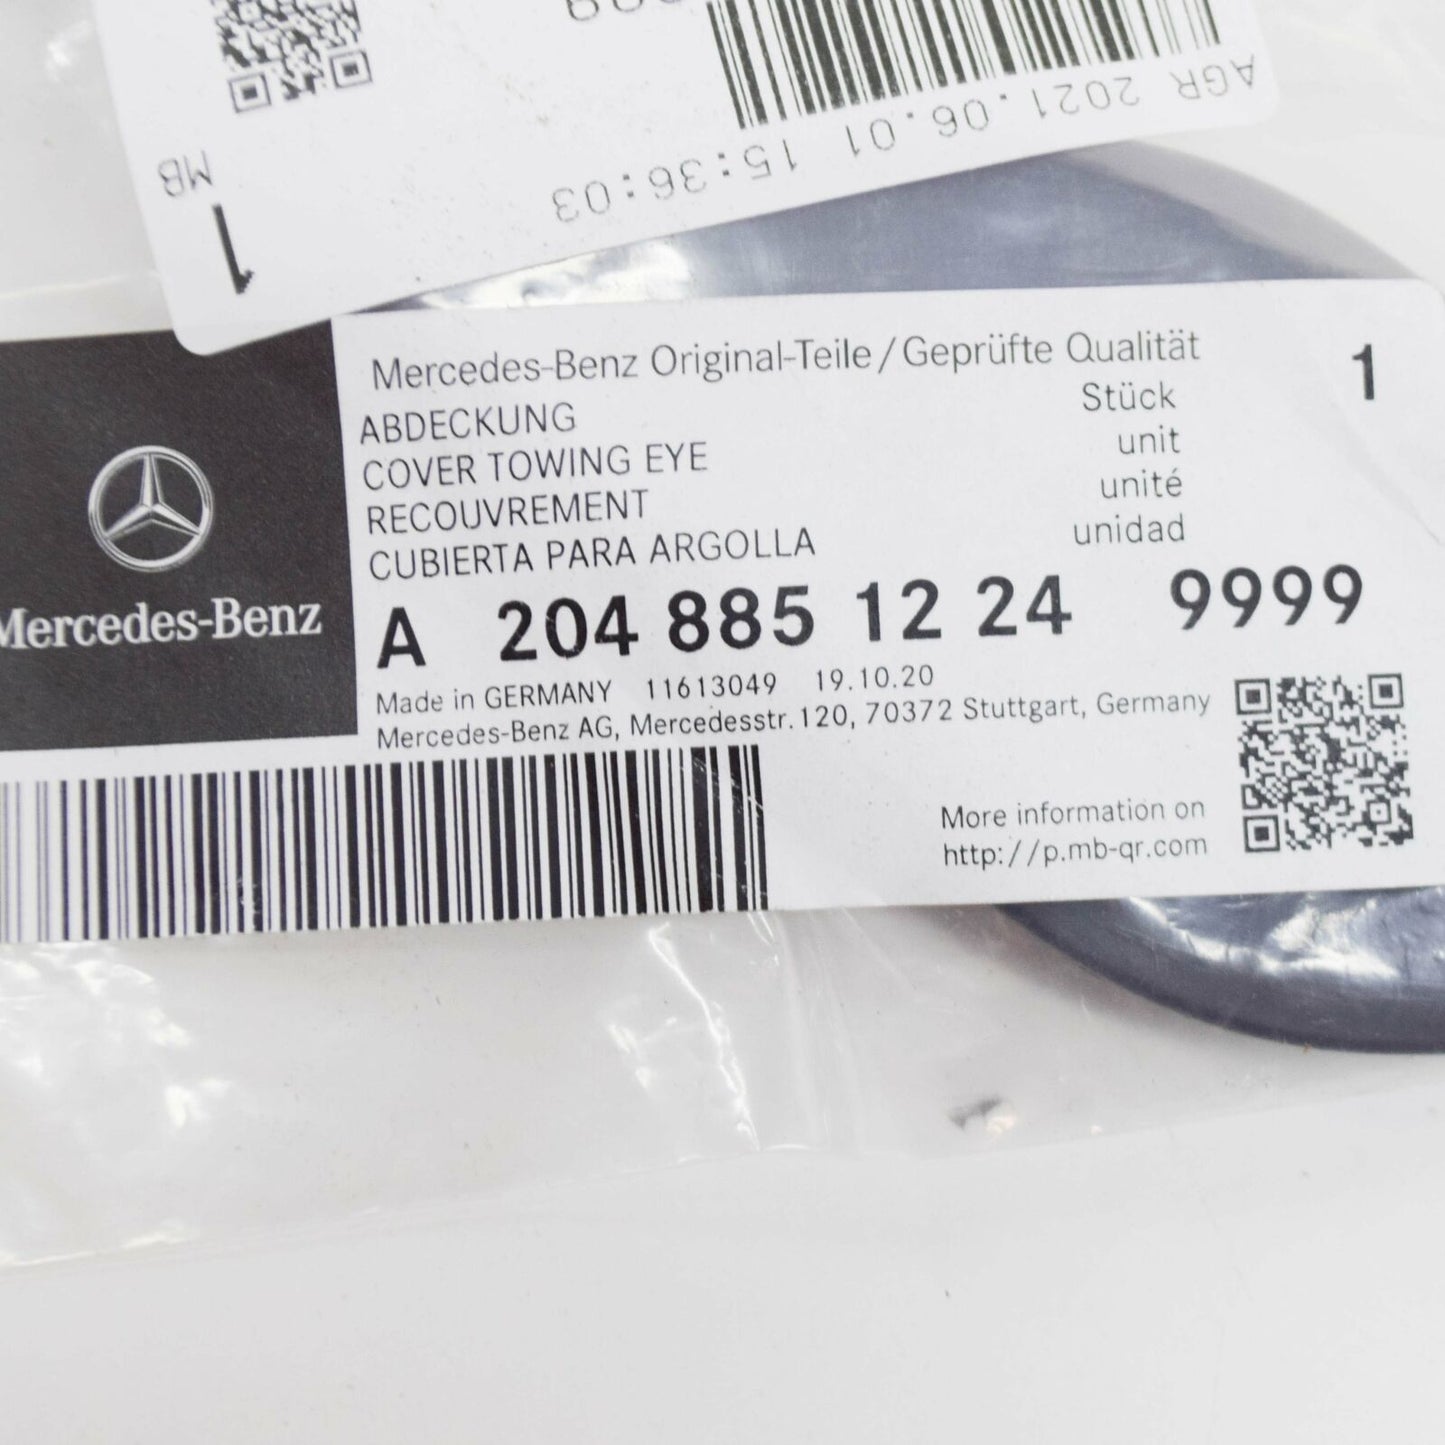 AGR 2021.06.01 15:36:03
MB
1
Mercedes-Benz
Mercedes-Benz Original-Teile/Geprüfte Qualität
ABDECKUNG
COVER TOWING EYE
RECOUVREMENT
CUBIERTA PARA ARGOLLA
Stück 1
unit
unité
unidad
A 204 885 12 24 9999
Made in GERMANY 11613049 19.10.20
Mercedes-Benz AG, Mercedesstr.120, 70372 Stuttgart, Germany
More information on
http://p.mb-qr.com